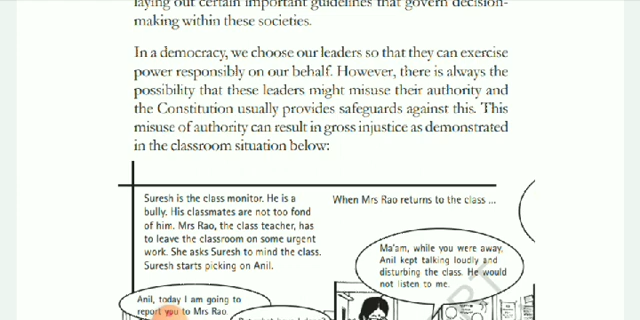 laying out certain important guidelines that govern decision-
making within these societies.
In a democracy, we choose our leaders so that they can exercise
power responsibly on our behalf. However, there is always the
possibility that these leaders might misuse their authority and
the Constitution usually provides safeguards against this. This
misuse of authority can result in gross injustice as demonstrated
in the classroom situation below:
Suresh is the class monitor. He is a
bully. His classmates are not too fond
of him. Mrs Rao, the class teacher, has
to leave the classroom on some urgent
work. She asks Suresh to mind the class.
Suresh starts picking on Anil.
Anil, today I am going to
report you to Mrs Rao
When Mrs Rao returns to the class ...
Ma'am, while you were away,
Anil kept talking loudly and
disturbing the class. He would
not listen to me.